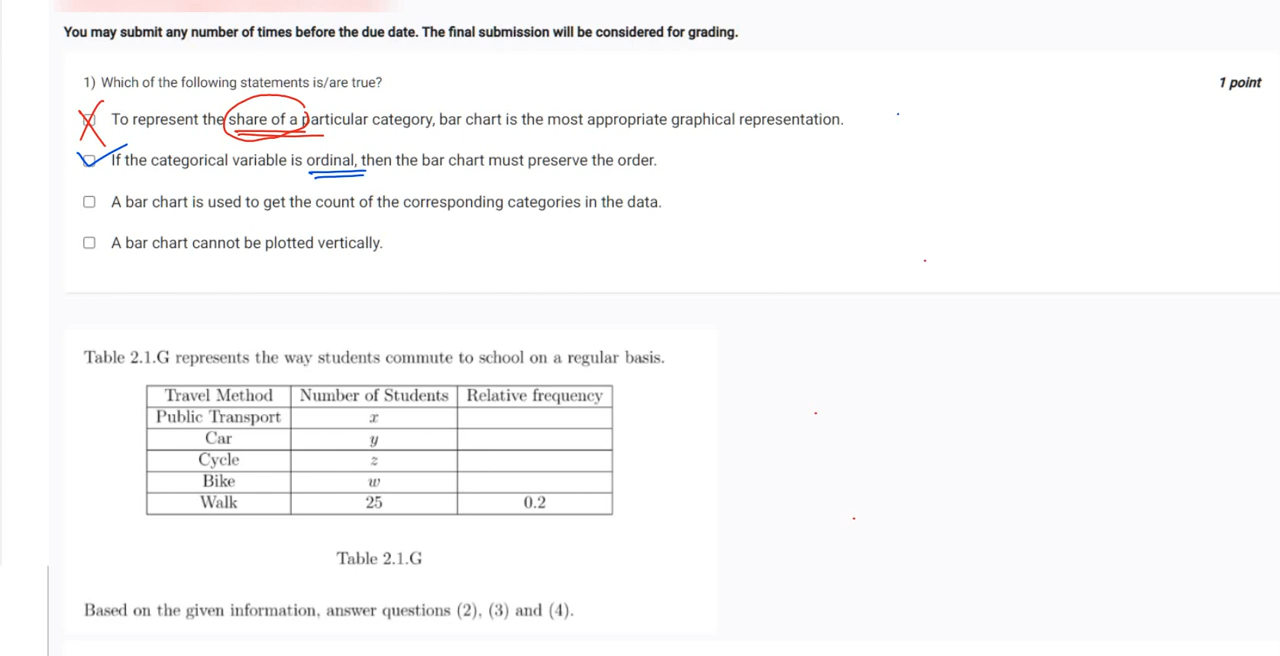 You may submit any number of times before the due date. The final submission will be considered for grading.
1) Which of the following statements is/are true?
1 point
To represent the share of a particular category, bar chart is the most appropriate graphical representation.
If the categorical variable is ordinal, then the bar chart must preserve the order.
A bar chart is used to get the count of the corresponding categories in the data.
A bar chart cannot be plotted vertically.
Table 2.1.G represents the way students commute to school on a regular basis.
Travel Method Number of Students Relative frequency
Public Transport x
Car y
Cycle z
Bike w
Walk 25 0.2
Table 2.1.G
Based on the given information, answer questions (2), (3) and (4).